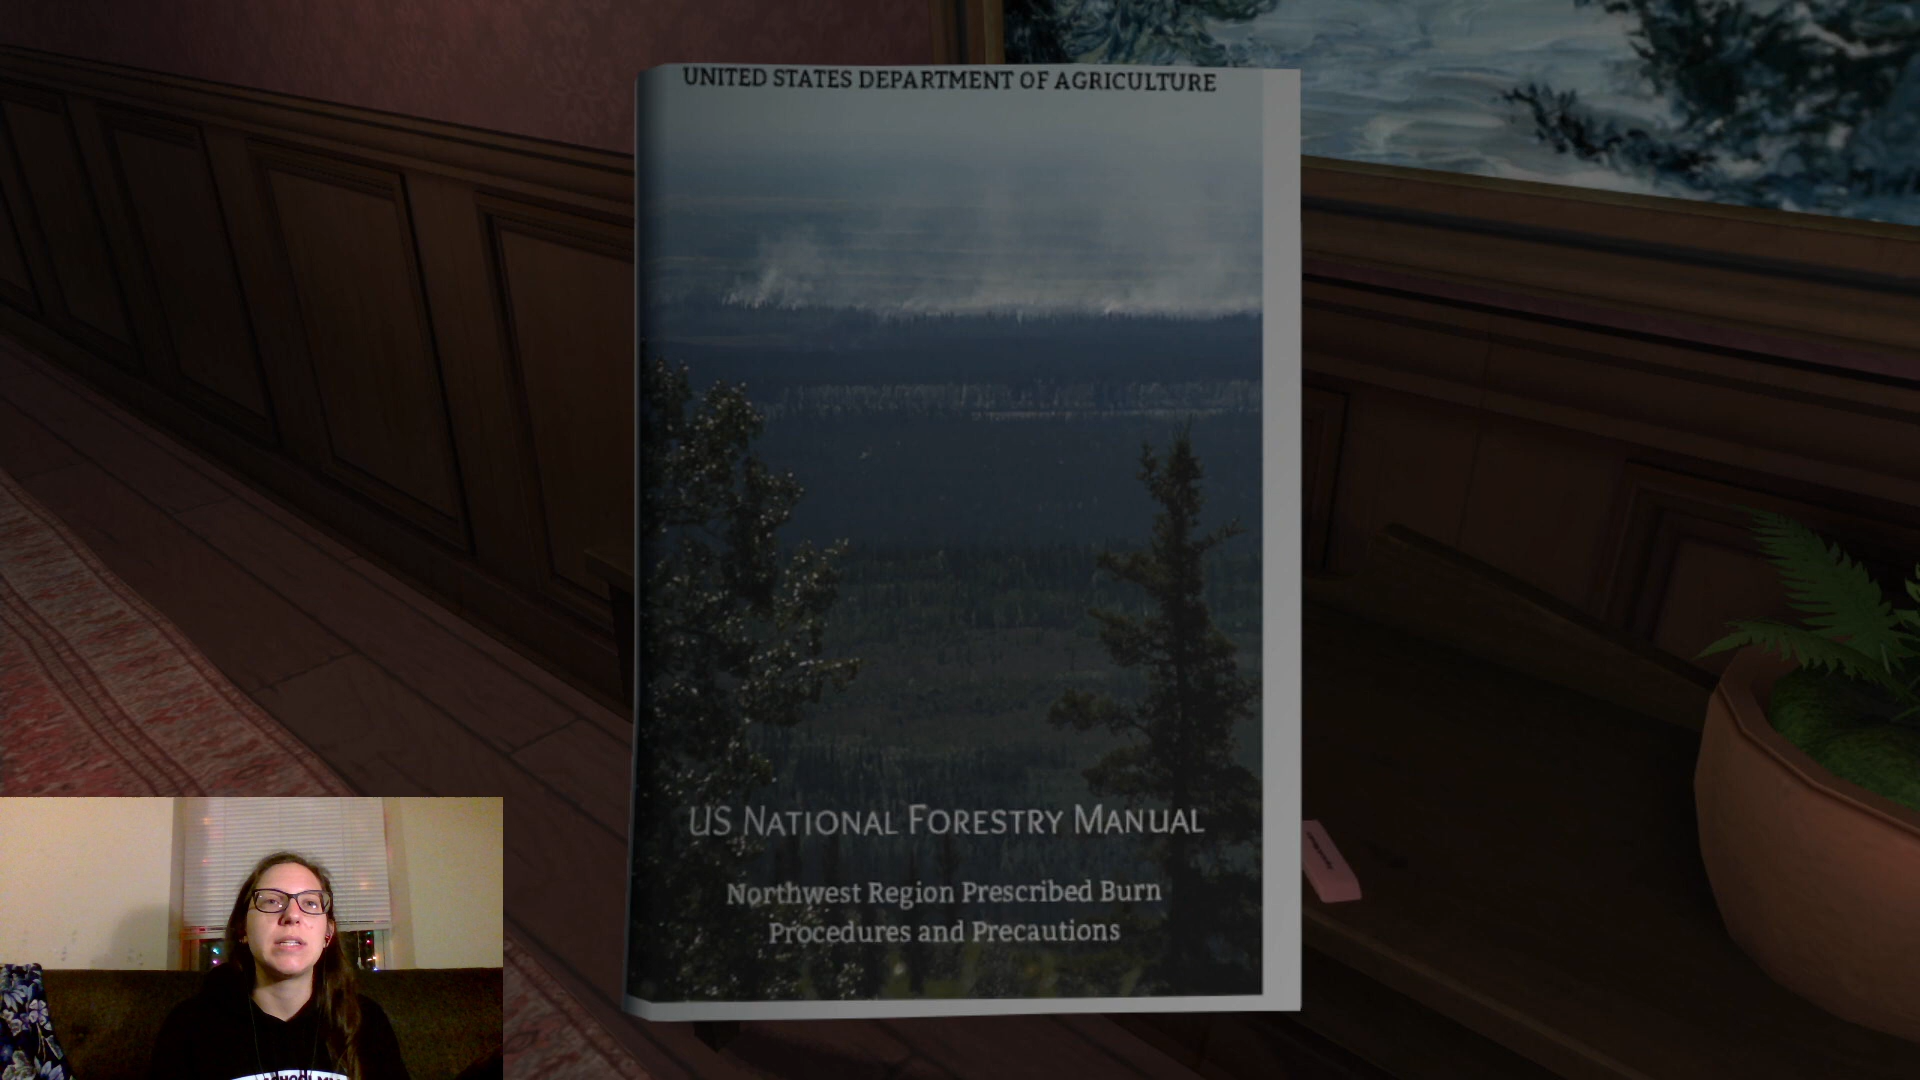 UNITED STATES DEPARTMENT OF AGRICULTURE
US NATIONAL FORESTRY MANUAL
Northwest Region Prescribed Burn
Procedures and Precautions